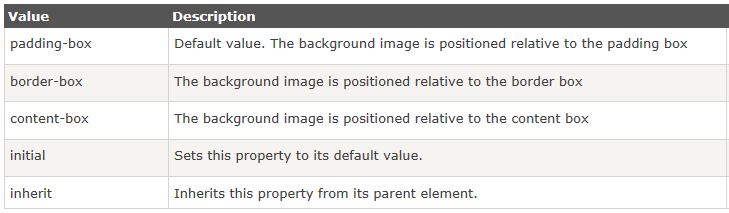 Value Description
padding-box Default value. The background image is positioned relative to the padding box
border-box The background image is positioned relative to the border box
content-box The background image is positioned relative to the content box
initial Sets this property to its default value.
inherit Inherits this property from its parent element.